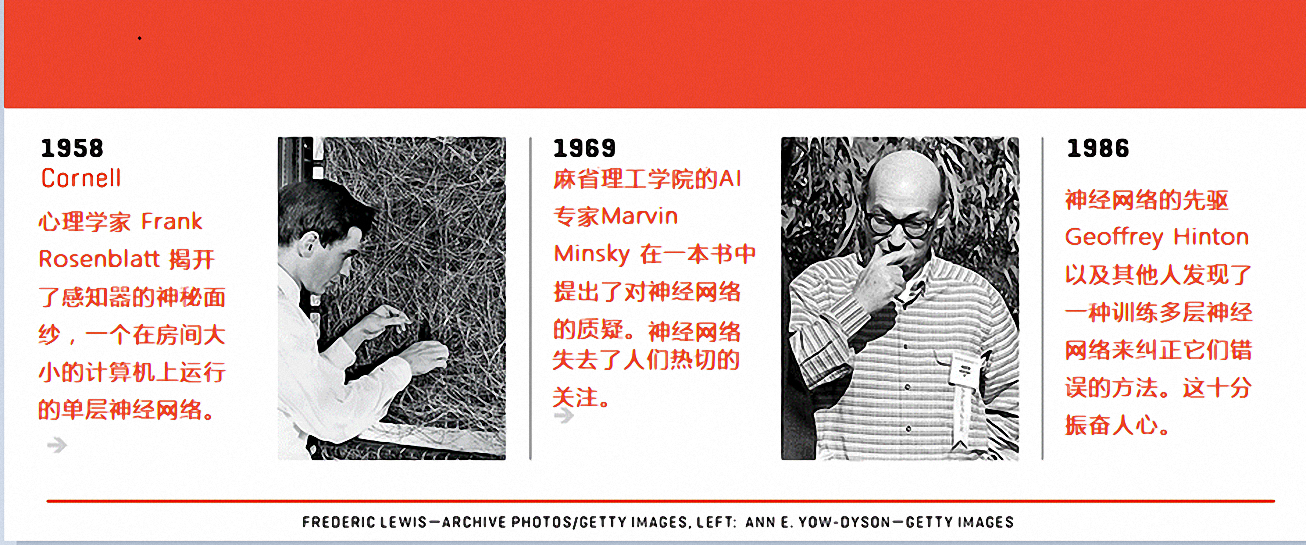 1958
Cornell
心理学家 Frank
Rosenblatt 揭开
了感知器的神秘面
纱，一个在房间大
小的计算机上运行
的单层神经网络。
1969
麻省理工学院的AI
专家Marvin
Minsky 在一本书中
提出了对神经网络
的质疑。神经网络
失去了人们热切的
关注。
1986
神经网络的先驱
Geoffrey Hinton
以及其他人发现了
一种训练多层神经
网络来纠正它们错
误的方法。这十分
振奋人心。
FREDERIC LEWIS—ARCHIVE PHOTOS/GETTY IMAGES, LEFT: ANN E. YOW-DYSON—GETTY IMAGES